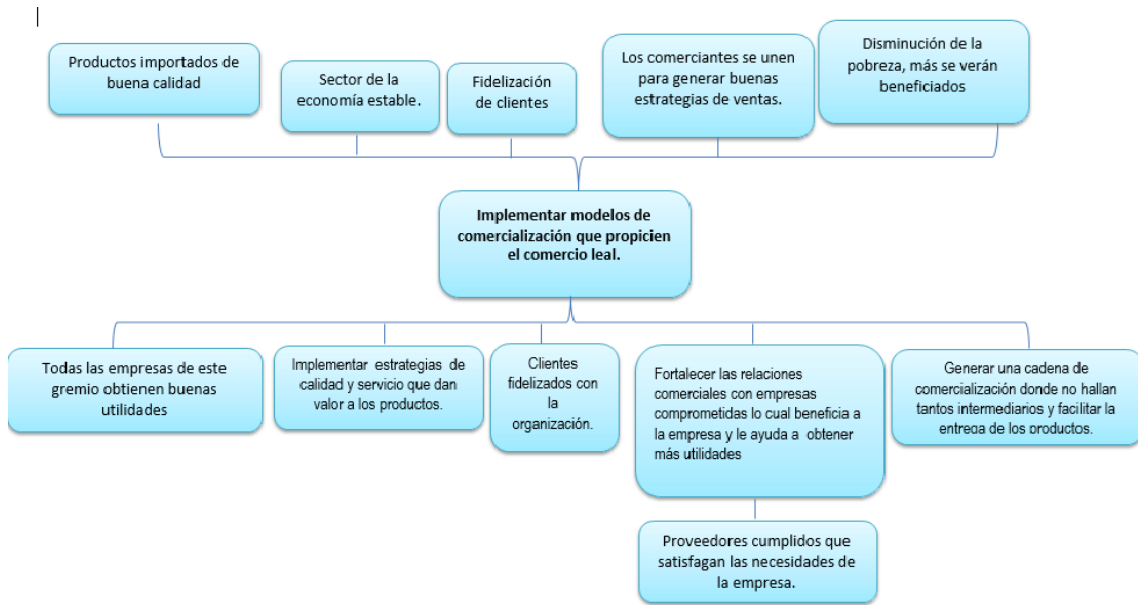 Productos importados de
buena calidad
Sector de la
economía estable.
Fidelización
de clientes
Los comerciantes se unen
para generar buenas
estrategias de ventas.
Disminución de la
pobreza, más se verán
beneficiados
Implementar modelos de
comercialización que propicien
el comercio leal.
Todas las empresas de este
gremio obtienen buenas
utilidades
Implementar estrategias de
calidad y servicio que dan
valor a los productos.
Clientes
fidelizados con
la
organización.
Fortalecer las relaciones
comerciales con empresas
comprometidas lo cual beneficia a
la empresa y le ayuda a obtener
más utilidades
Generar una cadena de
comercialización donde no hallan
tantos intermediarios y facilitar la
entrega de los productos.
Proveedores cumplidos que
satisfagan las necesidades de
la empresa.